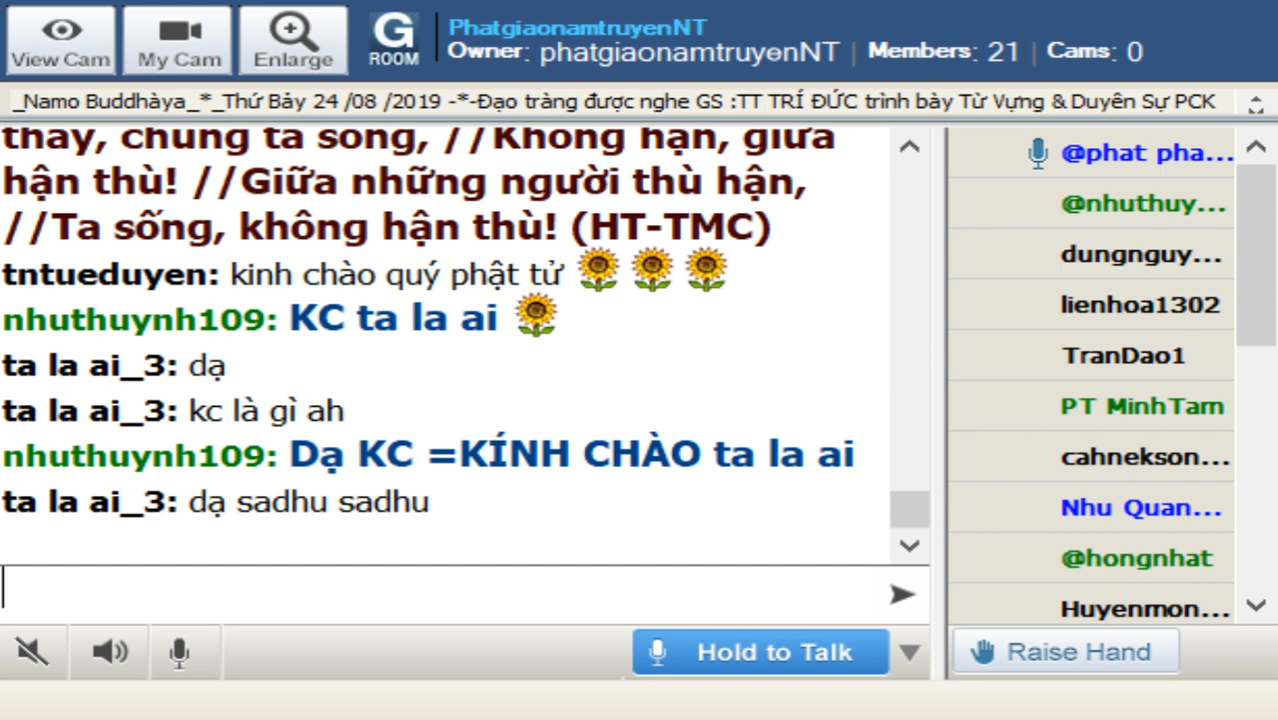 View Cam
My Cam
Enlarge
G
ROOM
PhatgiaonamtruyenNT
Owner: phatgiaonamtruyenNT | Members: 21 | Cams: 0
_Namo Buddhàya_*_Thứ Bảy 24 /08 /2019 -*-Đạo tràng được nghe GS :TT TRÍ ĐỨC trình bày Từ Vựng & Duyên Sự PCK
thay, chúng ta sống, //Không hận, giữa
hận thù! //Giữa những người thù hận,
//Ta sống, không hận thù! (HT-TMC)
tntueduyen: kinh chào quý phật tử
nhuthuynh109: KC ta la ai
ta la ai_3: dạ
ta la ai_3: kc là gì ah
nhuthuynh109: Dạ KC =KÍNH CHÀO ta la ai
ta la ai_3: dạ sadhu sadhu
@phat pha...
@nhuthuy...
dungnguy...
lienhoa1302
TranDao1
PT MinhTam
cahnekson...
Nhu Quan...
@hongnhat
Huyenmon...
Hold to Talk
Raise Hand